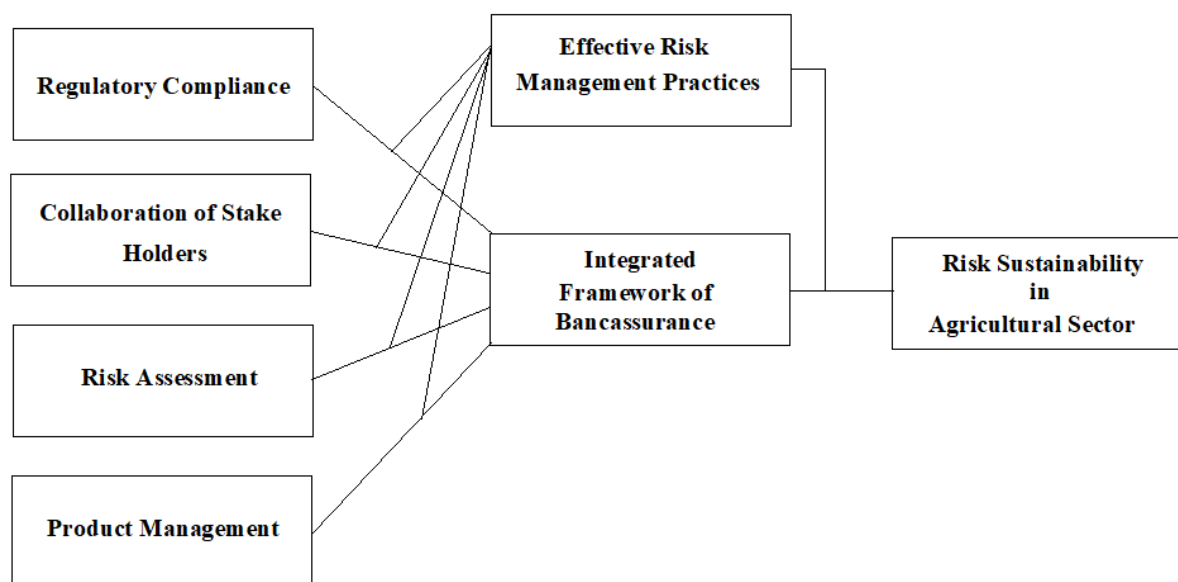 Regulatory Compliance
Collaboration of Stake
Holders
Risk Assessment
Product Management
Effective Risk
Management Practices
Integrated
Framework of
Bancassurance
Risk Sustainability
in
Agricultural Sector